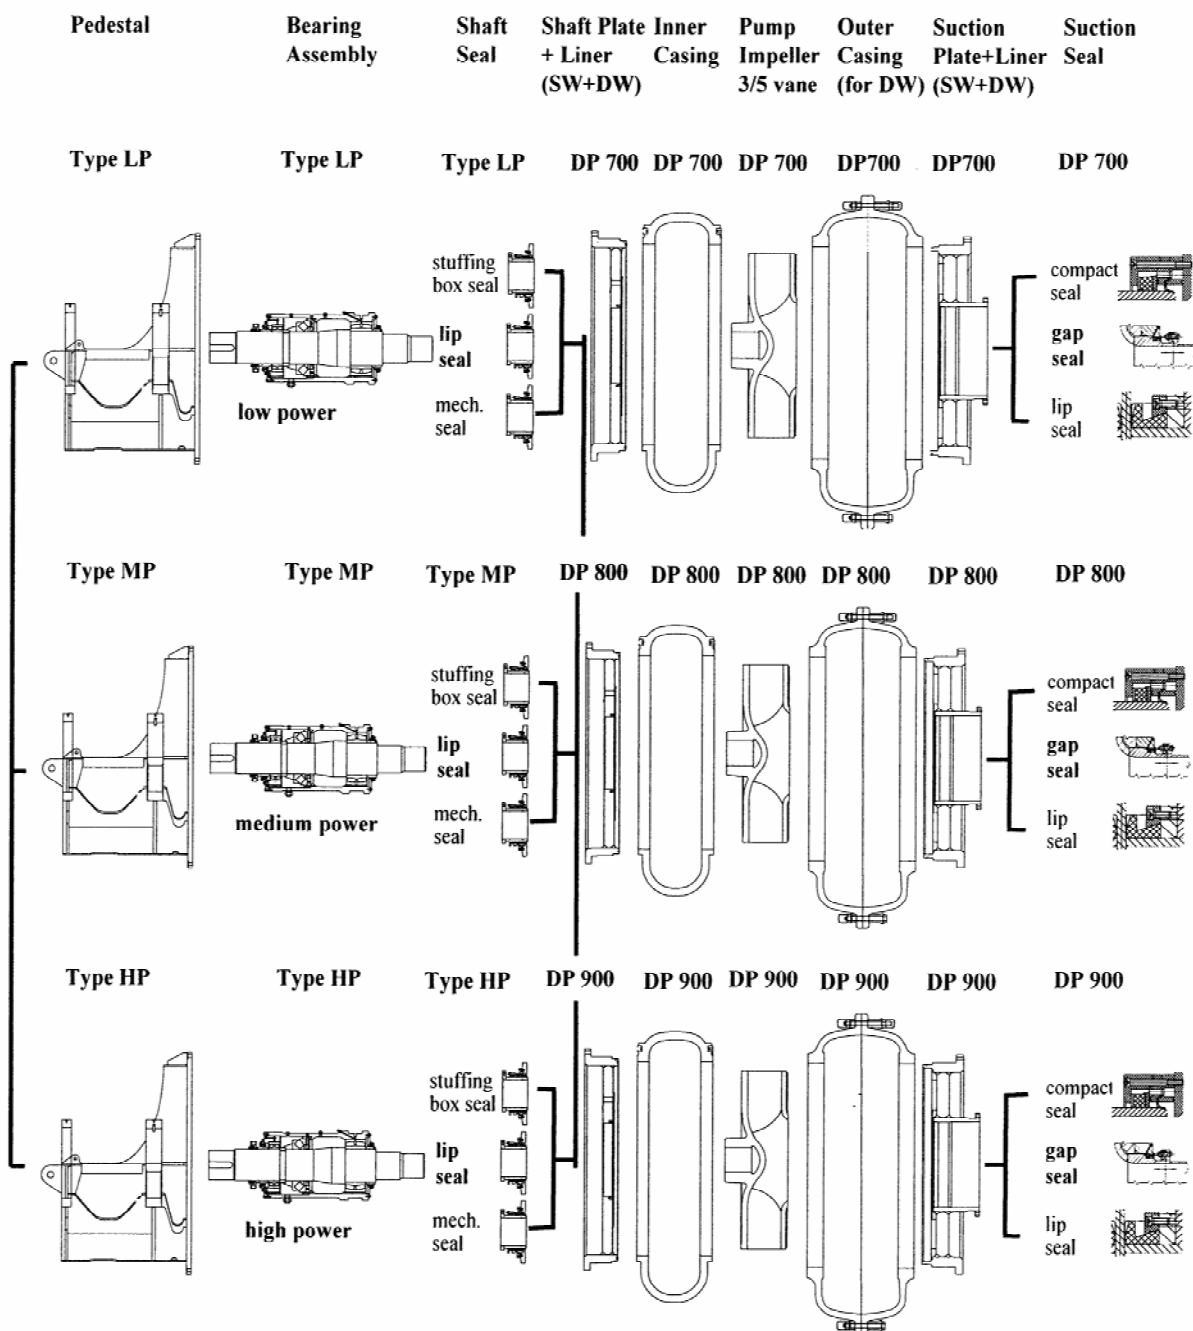 Pedestal
Bearing
Assembly
Shaft
Seal
Shaft Plate
+ Liner
(SW+DW)
Inner
Casing
Pump
Impeller
3/5 vane
Outer
Casing
(for DW)
Suction
Plate+Liner
(SW+DW)
Suction
Seal
Type LP
Type LP
Type LP
DP 700
DP 700
DP 700
DP700
DP700
DP 700
stuffing
box seal
lip
seal
mech.
seal
low power
compact
seal
gap
seal
lip
seal
Type MP
Type MP
Type MP
DP 800
DP 800
DP 800
DP 800
DP 800
DP 800
stuffing
box seal
lip
seal
mech.
seal
medium power
compact
seal
gap
seal
lip
seal
Type HP
Type HP
Type HP
DP 900
DP 900
DP 900
DP 900
DP 900
DP 900
stuffing
box seal
lip
seal
mech.
seal
high power
compact
seal
gap
seal
lip
seal